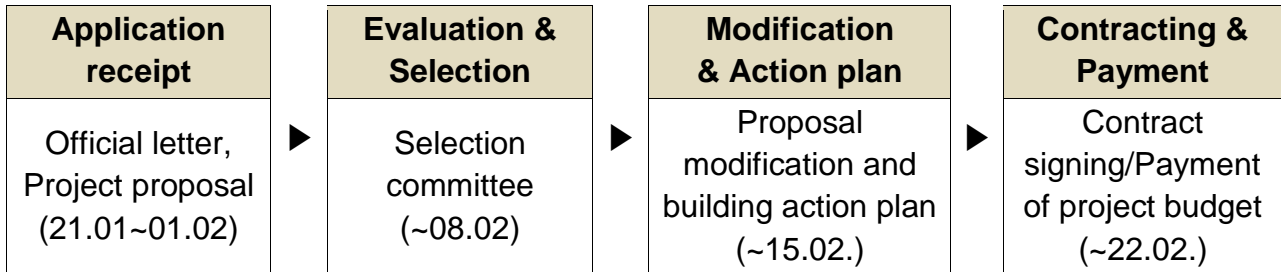 Application
receipt
Official letter,
Project proposal
(21.01~01.02)
▶
Evaluation &
Selection
Selection
committee
(~08.02)
▶
Modification
& Action plan
Proposal
modification and
building action plan
(~15.02.)
▶
Contracting &
Payment
Contract
signing/Payment
of project budget
(~22.02.)